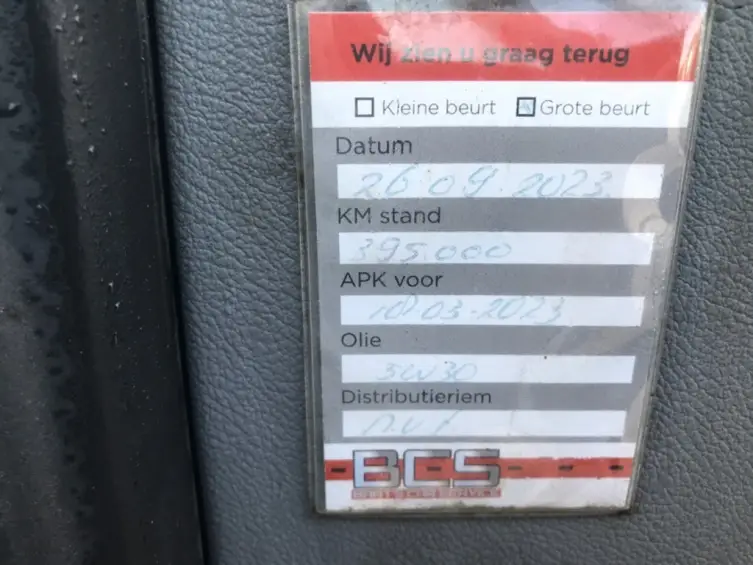 Wij zien u graag terug
Kleine beurt Grote beurt
Datum
26 09 2023
KM stand
395.000
APK voor
03-2023
Olie
5W30
Distributieriem
n.v.t
BCS